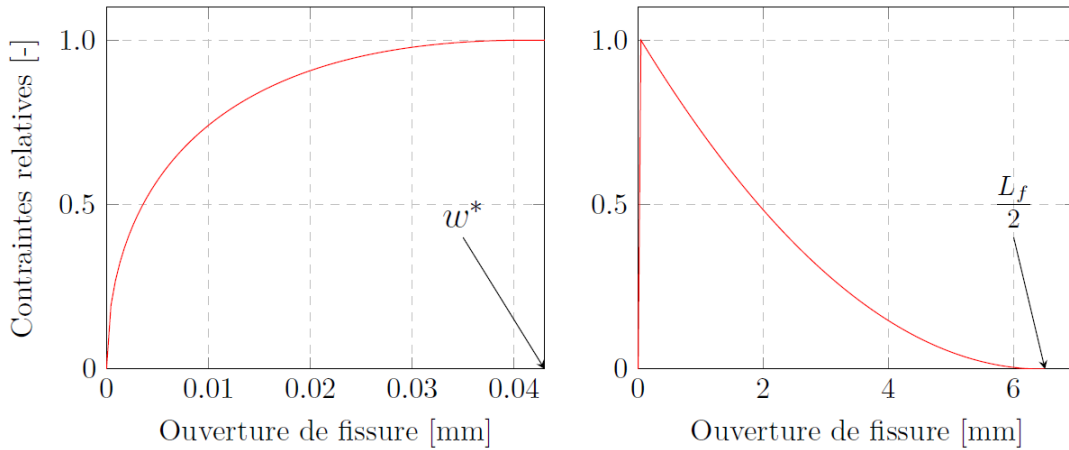 Contraintes relatives [-]
1.0
0.5
0
w*
0 0.01 0.02 0.03 0.04
Ouverture de fissure [mm]
1.0
0.5
0
L_f
2
0 2 4 6
Ouverture de fissure [mm]